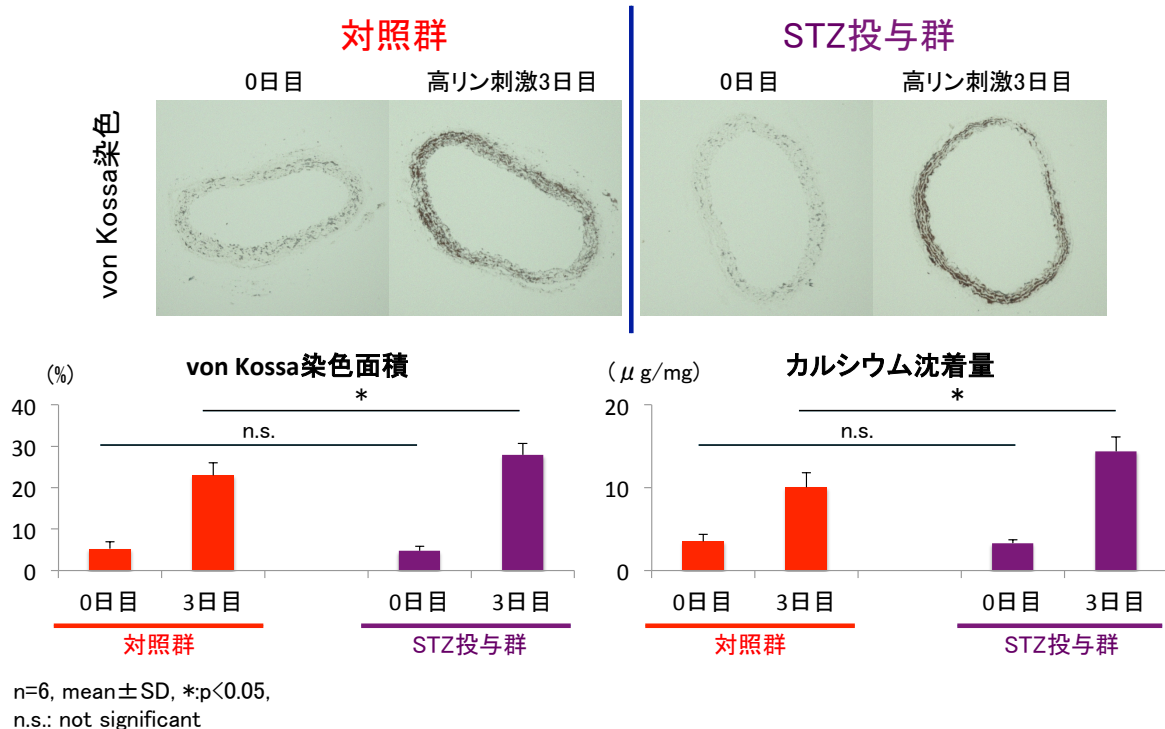 対照群
STZ投与群
0日目
高リン刺激3日目
0日目
高リン刺激3日目
von Kossa染色
von Kossa染色面積
(%)
40
30
20
10
0
*
n.s.
0日目
3日目
0日目
3日目
対照群
STZ投与群
カルシウム沈着量
(μg/mg)
20
10
0
*
n.s.
0日目
3日目
0日目
3日目
対照群
STZ投与群
n=6, mean±SD, *:p<0.05,
n.s.: not significant